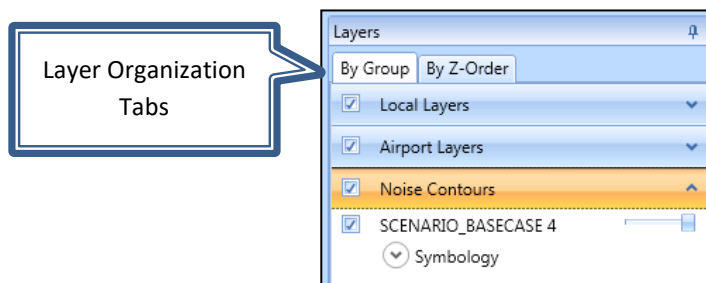 Layer Organization
Tabs
Layers
By Group By Z-Order
Local Layers
Airport Layers
Noise Contours
SCENARIO_BASECASE 4
Symbology